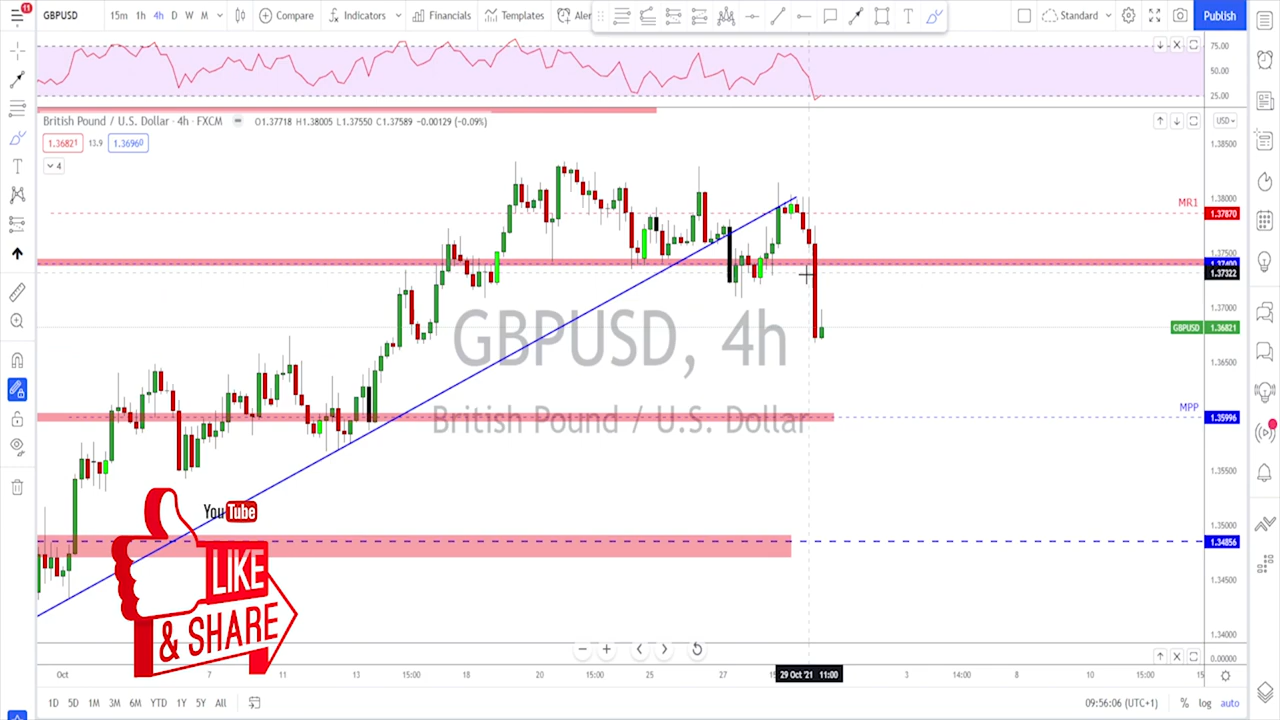 11
GBPUSD 15m 1h 4h D W M Compare Indicators Financials Templates Aler Standard Publish
75.00
50.00
25.00
British Pound / U.S. Dollar · 4h · FXCM O1.37718 H1.38005 L1.37550 C1.37589 -0.00129 (-0.09%)
USD
1.36821 13.9 1.36960
4
1.38500
1.38000
MR1
1.37870
1.37500
1.37322
1.37000
GBPUSD 1.36821
GBPUSD, 4h
British Pound / U.S. Dollar
1.36500
MPP
1.35996
1.35500
1.35000
1.34856
1.34500
1.34000
0.00000
YouTube
LIKE
& SHARE
Oct 7 11 13 15:00 18 20 15:00 25 27 29 Oct '21 11:00 3 14:00 8 10 15:00
1D 5D 1M 3M 6M YTD 1Y 5Y All 09:56:06 (UTC+1) % log auto